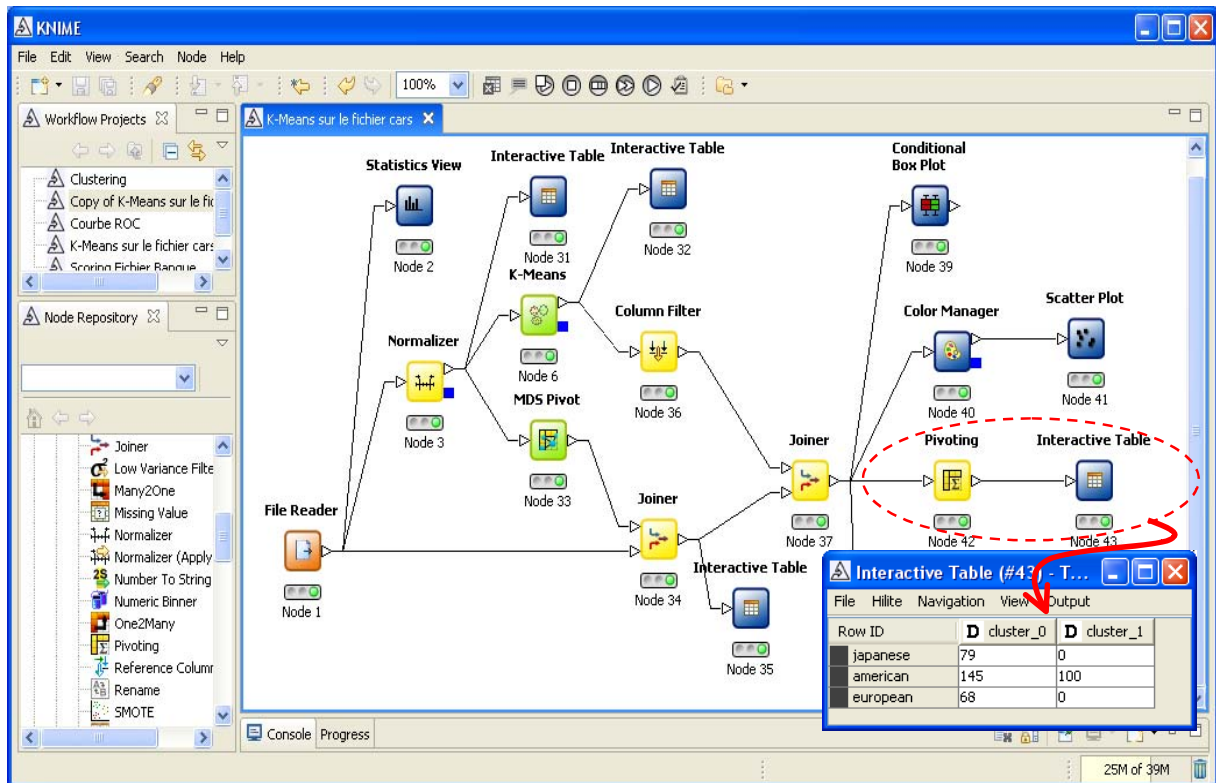 KNIME
File Edit View Search Node Help
100%
Workflow Projects
Clustering
Copy of K-Means sur le fic
Courbe ROC
K-Means sur le fichier cars
Scoring Fichier Banque
Node Repository
Joiner
Low Variance Filte
Many2One
Missing Value
Normalizer
Normalizer (Apply
Number To String
Numeric Binner
One2Many
Pivoting
Reference Column
Rename
SMOTE
K-Means sur le fichier cars
Statistics View
Node 2
Interactive Table
Node 31
Interactive Table
Node 32
Conditional
Box Plot
Node 39
K-Means
Node 6
Column Filter
Node 36
Color Manager
Node 40
Scatter Plot
Node 41
Normalizer
Node 3
MDS Pivot
Node 33
Joiner
Node 37
Pivoting
Node 42
Interactive Table
Node 43
File Reader
Node 1
Joiner
Node 34
Interactive Table
Node 35
Interactive Table (#43) - T...
File Hilite Navigation View Output
Row ID D cluster_0 D cluster_1
japanese 79 0
american 145 100
european 68 0
Console Progress
25M of 39M